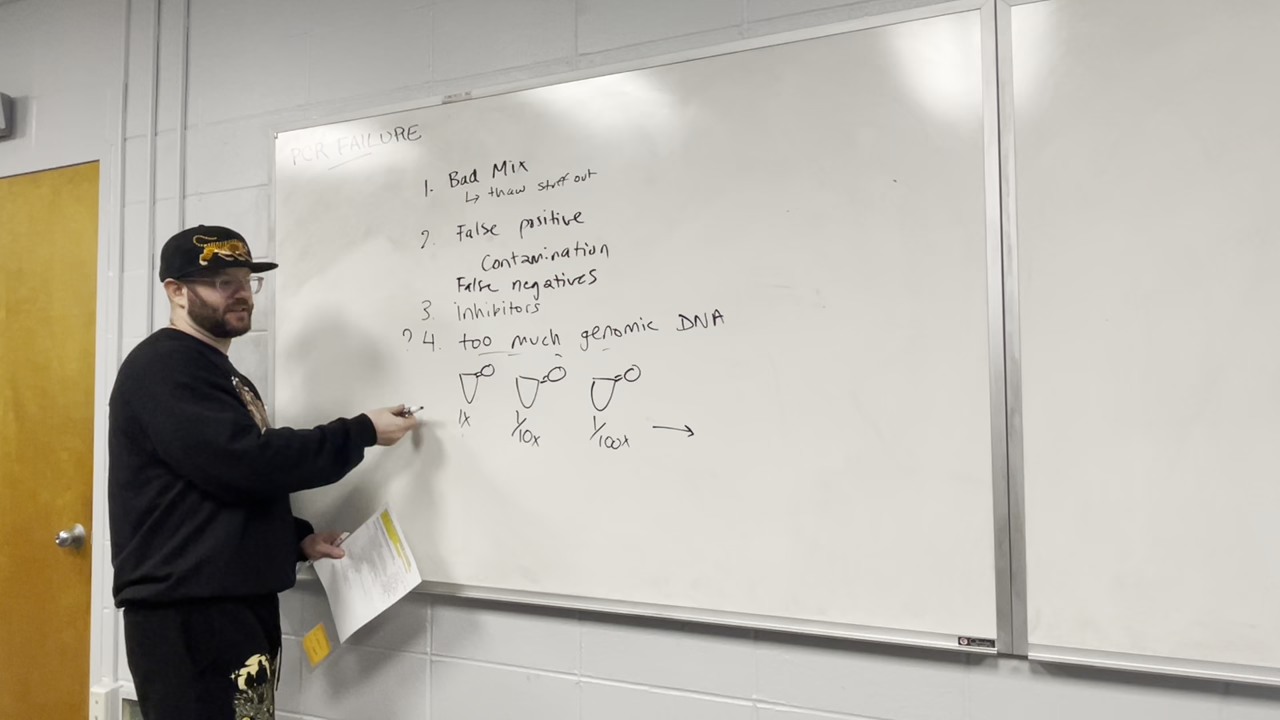 PCR FAILURE
1. Bad Mix
↳ thaw stuff out
2. False positive
Contamination
False negatives
3. inhibitors
? 4. too much genomic DNA
1x 1/10x 1/100x →